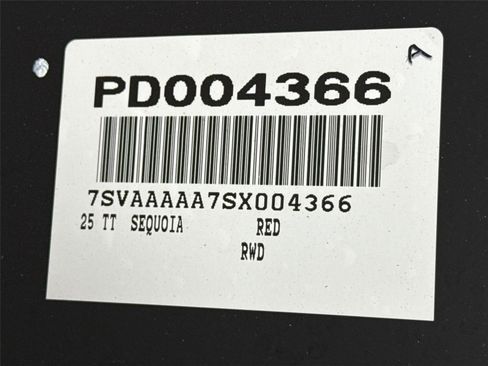 A
PD004366
7SVAAAAA7SX004366
25 TT SEQUOIA RED
RWD